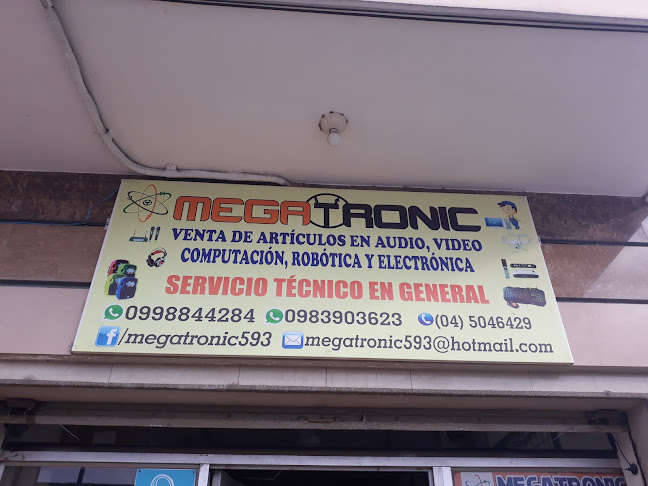 MEGATRONIC
VENTA DE ARTÍCULOS EN AUDIO, VIDEO
COMPUTACIÓN, ROBÓTICA Y ELECTRÓNICA
SERVICIO TÉCNICO EN GENERAL
0998844284 0983903623 (04) 5046429
/megatronic593 megatronic593@hotmail.com
MEGATRONIC